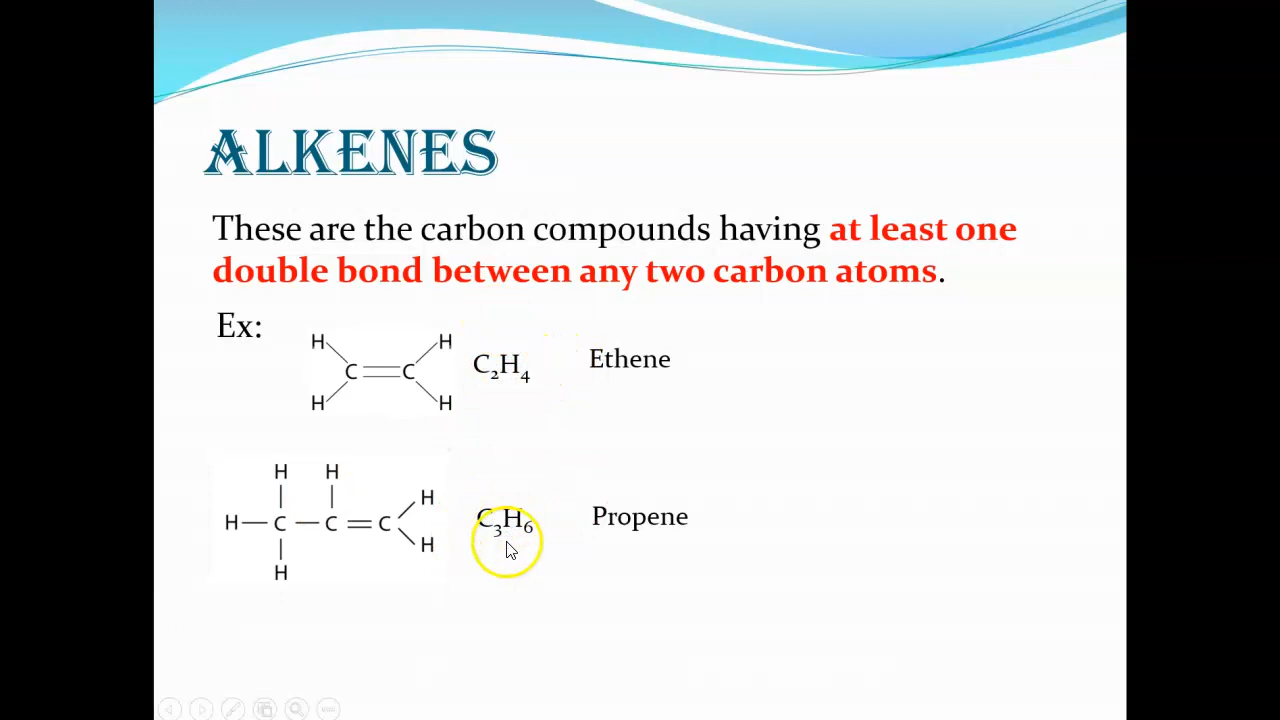 ALKENES
These are the carbon compounds having at least one
double bond between any two carbon atoms.
Ex:
H H
C C
H H
C₂H₄ Ethene
H H
H C C C H
H
H
C₃H₆ Propene